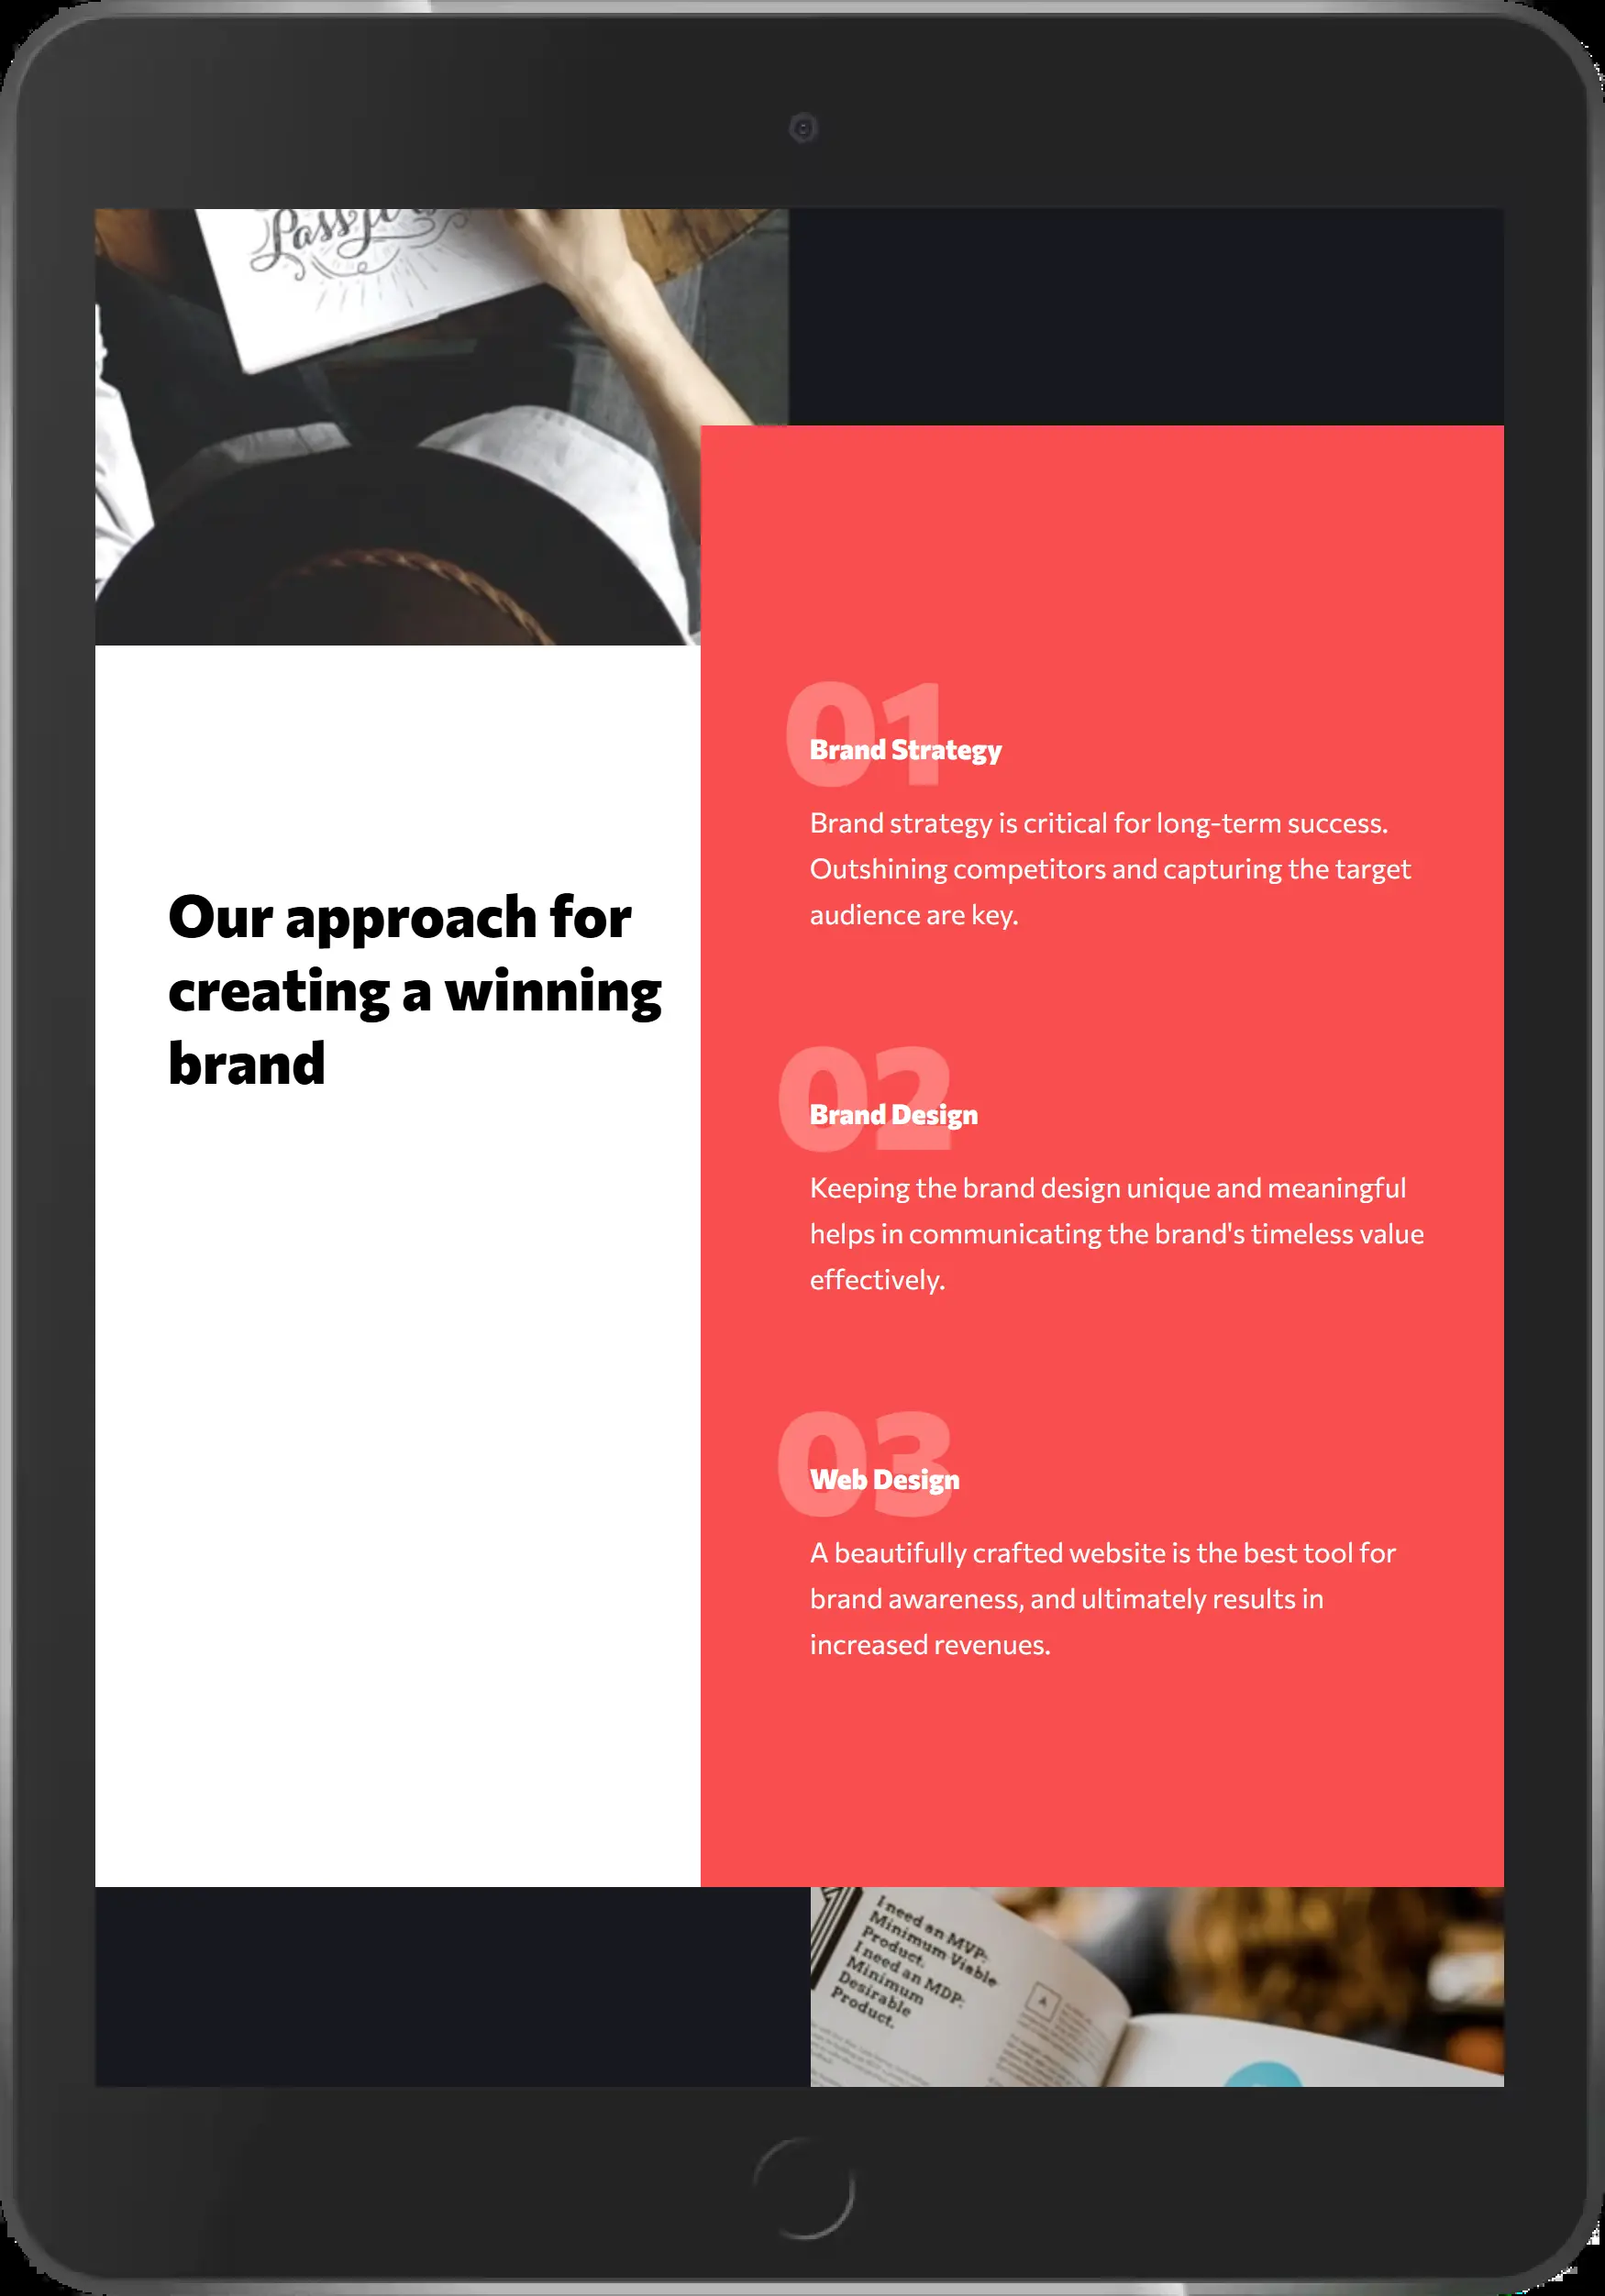 Our approach for
creating a winning
brand
01
Brand Strategy
Brand strategy is critical for long-term success.
Outshining competitors and capturing the target
audience are key.
02
Brand Design
Keeping the brand design unique and meaningful
helps in communicating the brand's timeless value
effectively.
03
Web Design
A beautifully crafted website is the best tool for
brand awareness, and ultimately results in
increased revenues.
I need an MVP:
Minimum Viable
Product.
I need an MDP:
Minimum
Desirable
Product.
A